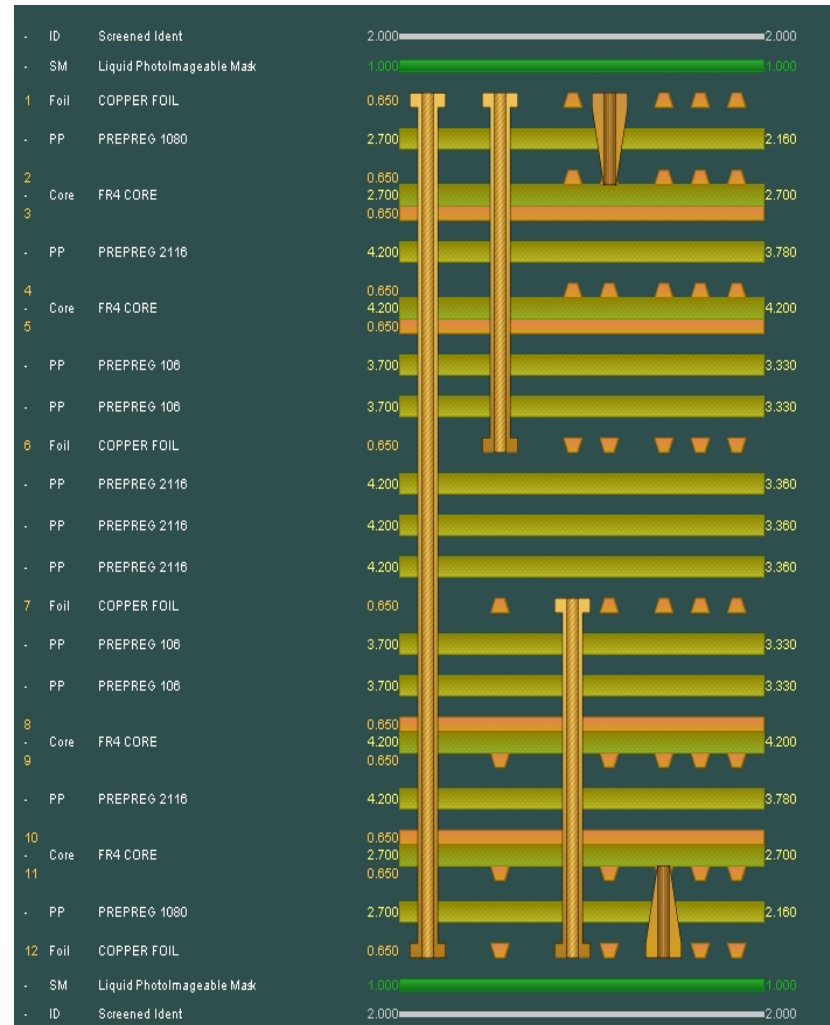 - ID Screened Ident 2.000 2.000
- SM Liquid PhotoImageable Mask 1.000 1.000
1 Foil COPPER FOIL 0.650
- PP PREPREG 1080 2.700 2.160
2 0.650
- Core FR4 CORE 2.700 2.700
3 0.650
- PP PREPREG 2116 4.200 3.780
4 0.650
- Core FR4 CORE 4.200 4.200
5 0.650
- PP PREPREG 106 3.700 3.330
- PP PREPREG 106 3.700 3.330
6 Foil COPPER FOIL 0.650
- PP PREPREG 2116 4.200 3.360
- PP PREPREG 2116 4.200 3.360
- PP PREPREG 2116 4.200 3.360
7 Foil COPPER FOIL 0.650
- PP PREPREG 106 3.700 3.330
- PP PREPREG 106 3.700 3.330
8 0.650
- Core FR4 CORE 4.200 4.200
9 0.650
- PP PREPREG 2116 4.200 3.780
10 0.650
- Core FR4 CORE 2.700 2.700
11 0.650
- PP PREPREG 1080 2.700 2.160
12 Foil COPPER FOIL 0.650
- SM Liquid PhotoImageable Mask 1.000 1.000
- ID Screened Ident 2.000 2.000